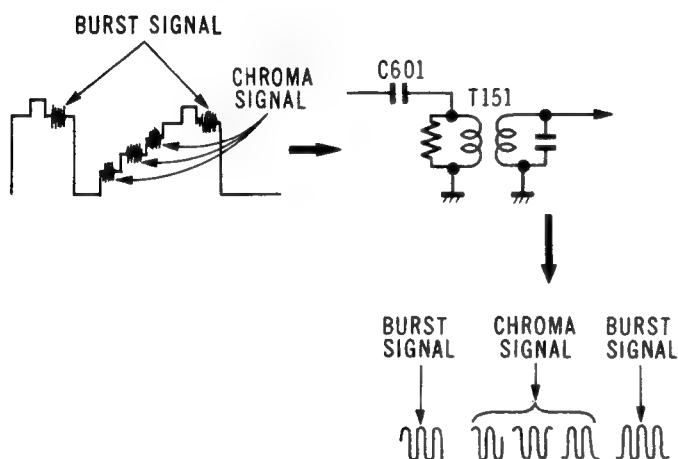 BURST SIGNAL
CHROMA
SIGNAL
C601
T151
BURST
SIGNAL
CHROMA
SIGNAL
BURST
SIGNAL